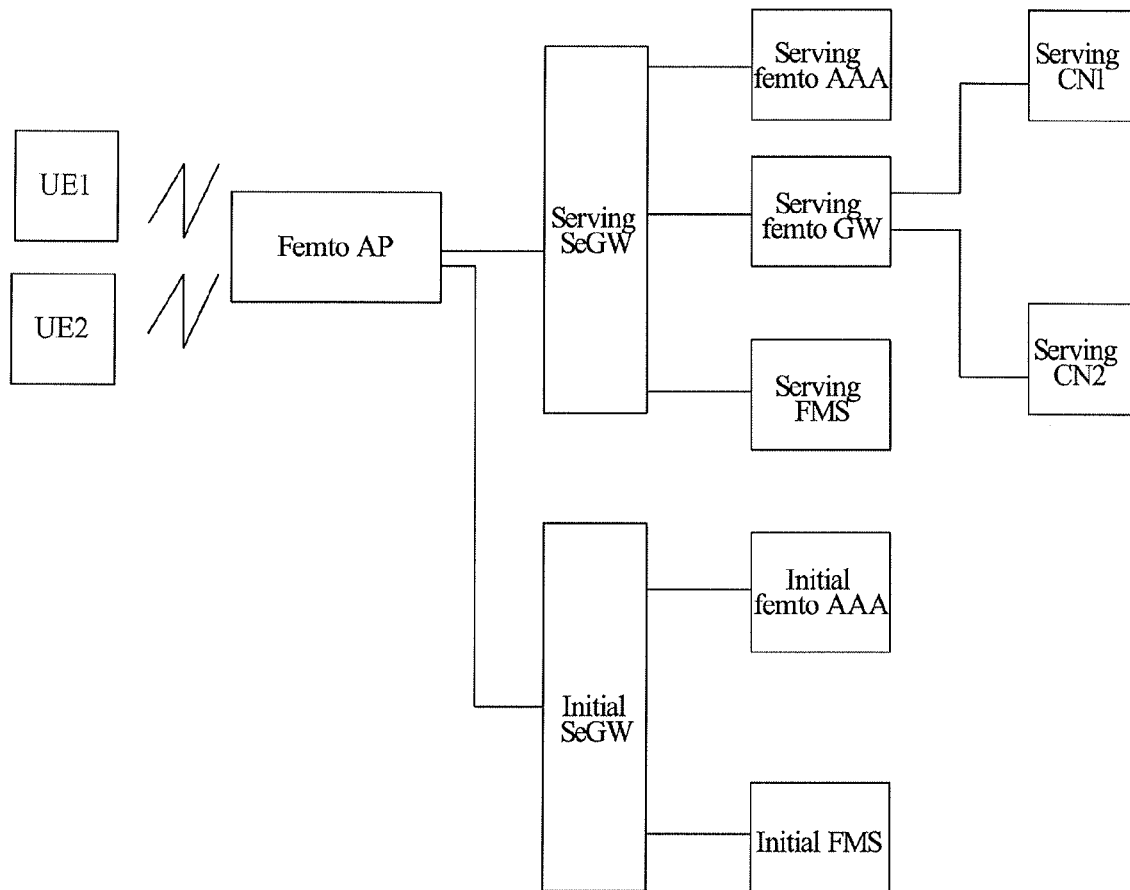 UE1
UE2
Femto AP
Serving
SeGW
Serving
femto AAA
Serving
femto GW
Serving
FMS
Serving
CN1
Serving
CN2
Initial
SeGW
Initial
femto AAA
Initial FMS